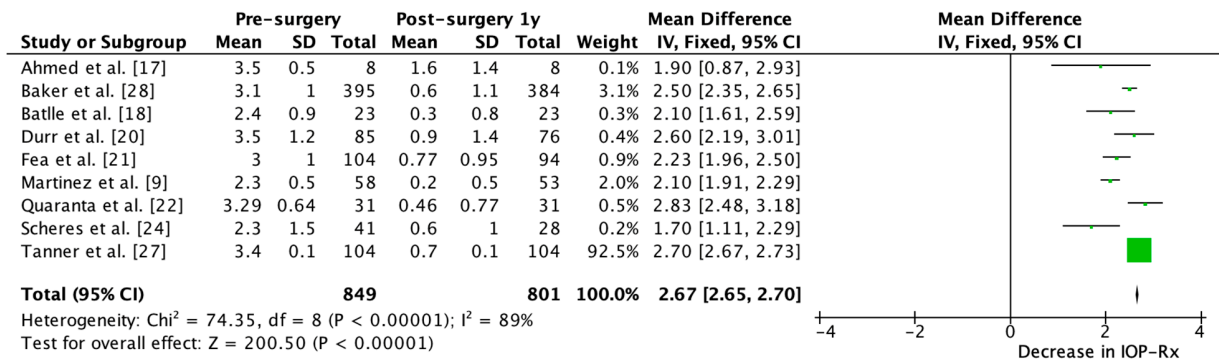 Pre-surgery Post-surgery 1y Mean Difference Mean Difference
Study or Subgroup Mean SD Total Mean SD Total Weight IV, Fixed, 95% CI IV, Fixed, 95% CI
Ahmed et al. [17] 3.5 0.5 8 1.6 1.4 8 0.1% 1.90 [0.87, 2.93]
Baker et al. [28] 3.1 1 395 0.6 1.1 384 3.1% 2.50 [2.35, 2.65]
Batlle et al. [18] 2.4 0.9 23 0.3 0.8 23 0.3% 2.10 [1.61, 2.59]
Durr et al. [20] 3.5 1.2 85 0.9 1.4 76 0.4% 2.60 [2.19, 3.01]
Fea et al. [21] 3 1 104 0.77 0.95 94 0.9% 2.23 [1.96, 2.50]
Martinez et al. [9] 2.3 0.5 58 0.2 0.5 53 2.0% 2.10 [1.91, 2.29]
Quaranta et al. [22] 3.29 0.64 31 0.46 0.77 31 0.5% 2.83 [2.48, 3.18]
Scheres et al. [24] 2.3 1.5 41 0.6 1 28 0.2% 1.70 [1.11, 2.29]
Tanner et al. [27] 3.4 0.1 104 0.7 0.1 104 92.5% 2.70 [2.67, 2.73]
Total (95% CI) 849 801 100.0% 2.67 [2.65, 2.70]
Heterogeneity: Chi² = 74.35, df = 8 (P < 0.00001); I² = 89%
Test for overall effect: Z = 200.50 (P < 0.00001)
−4 −2 0 2 4
Decrease in IOP-Rx